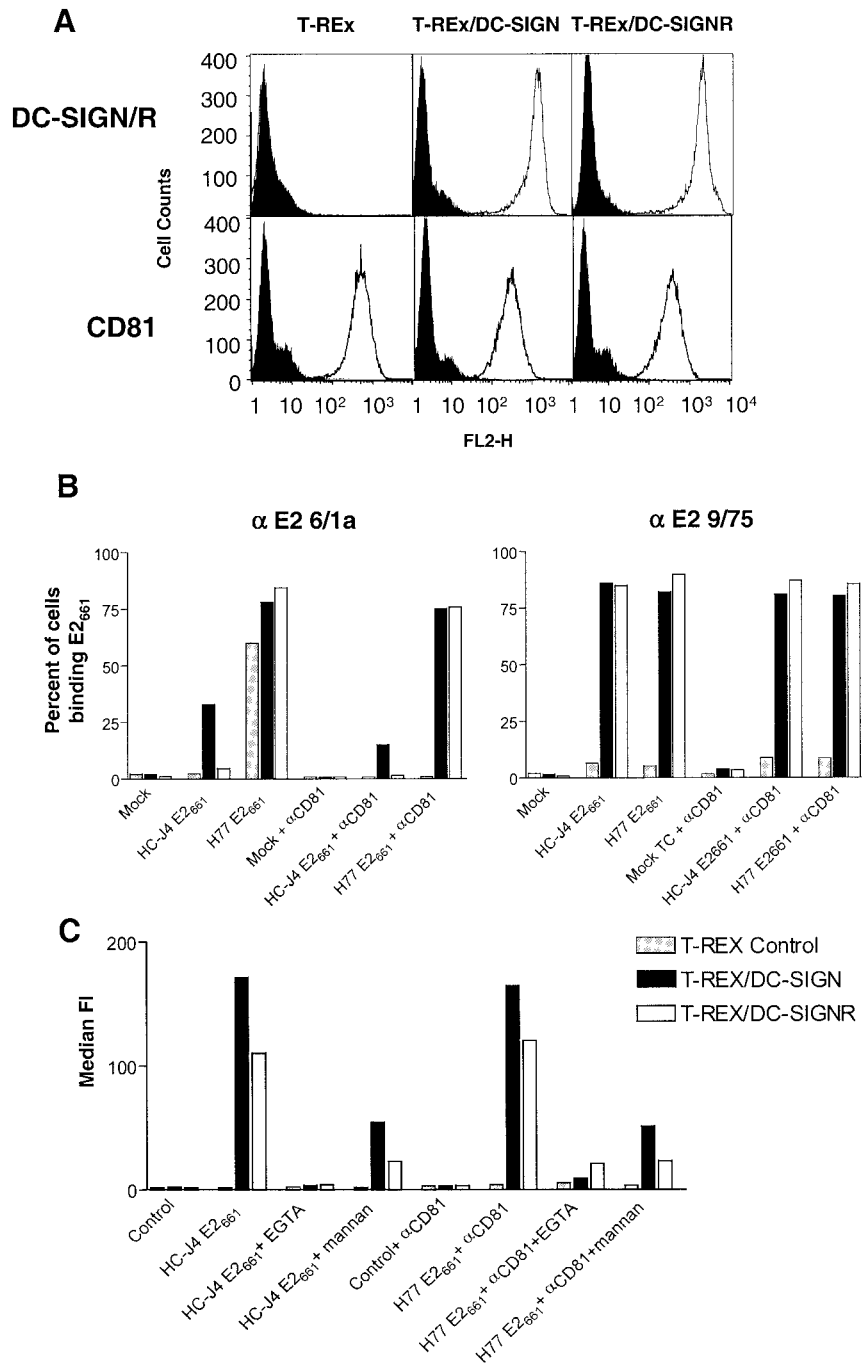 A
T-REx T-REx/DC-SIGN T-REx/DC-SIGNR
DC-SIGN/R
CD81
Cell Counts
400
300
200
100
400
300
200
100
0
1 10 10² 10³ 1 10 10² 10³ 1 10 10² 10³ 10⁴
FL2-H
B
α E2 6/1a
α E2 9/75
Percent of cells
binding E2₆₆₁
100
75
50
25
0
Mock
HC-J4 E2₆₆₁
H77 E2₆₆₁
Mock + αCD81
HC-J4 E2₆₆₁ + αCD81
H77 E2₆₆₁ + αCD81
100
75
50
25
0
Mock
HC-J4 E2₆₆₁
H77 E2₆₆₁
Mock TC + αCD81
HC-J4 E2661 + αCD81
H77 E2661 + αCD81
C
Median FI
200
100
0
T-REX Control
T-REX/DC-SIGN
T-REX/DC-SIGNR
Control
HC-J4 E2₆₆₁
HC-J4 E2₆₆₁+ EGTA
HC-J4 E2₆₆₁+ mannan
Control+ αCD81
H77 E2₆₆₁ + αCD81
H77 E2₆₆₁ + αCD81+EGTA
H77 E2₆₆₁ + αCD81+mannan